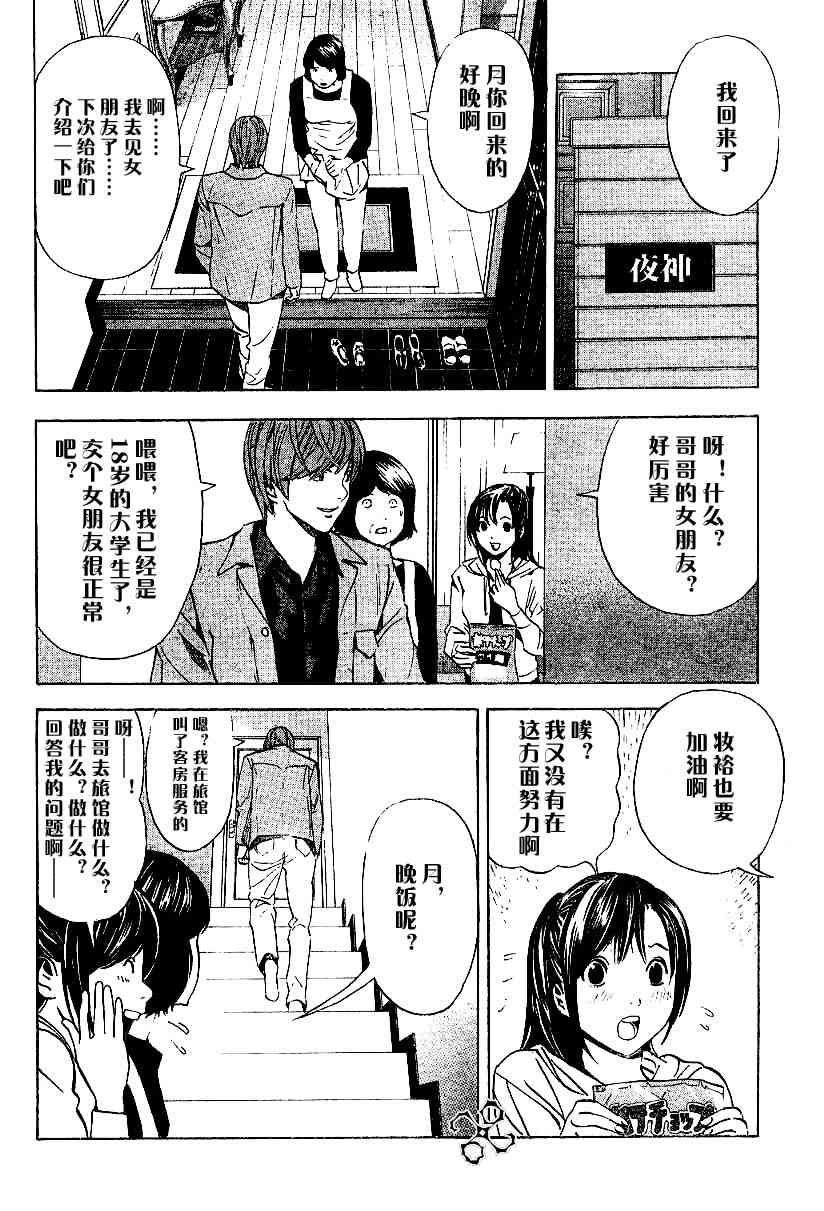 我回来了
夜神
月你回来的
好晚啊
啊……
我去见女
朋友了……
下次给你们
介绍一下吧
呀！什么？
哥哥的女朋友？
好厉害
喂喂，我已经是
18岁的大学生了，
交个女朋友很正常
吧？
妆裕也要
加油啊
唉？
我又没有在
这方面努力啊
月，
晚饭呢？
嗯？我在旅馆
叫了客房服务的
呀——！
哥哥去旅馆做什么？
做什么？做什么？
回答我的问题啊——
11